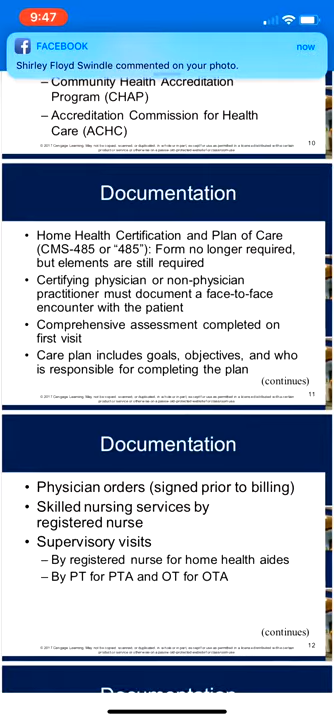 9:47
FACEBOOK
now
Shirley Floyd Swindle commented on your photo.
– Community Health Accreditation
Program (CHAP)
– Accreditation Commission for Health
Care (ACHC)
10
Documentation
• Home Health Certification and Plan of Care
(CMS-485 or “485”): Form no longer required,
but elements are still required
• Certifying physician or non-physician
practitioner must document a face-to-face
encounter with the patient
• Comprehensive assessment completed on
first visit
• Care plan includes goals, objectives, and who
is responsible for completing the plan
(continues)
11
Documentation
• Physician orders (signed prior to billing)
• Skilled nursing services by
registered nurse
• Supervisory visits
– By registered nurse for home health aides
– By PT for PTA and OT for OTA
(continues)
12
Documentation